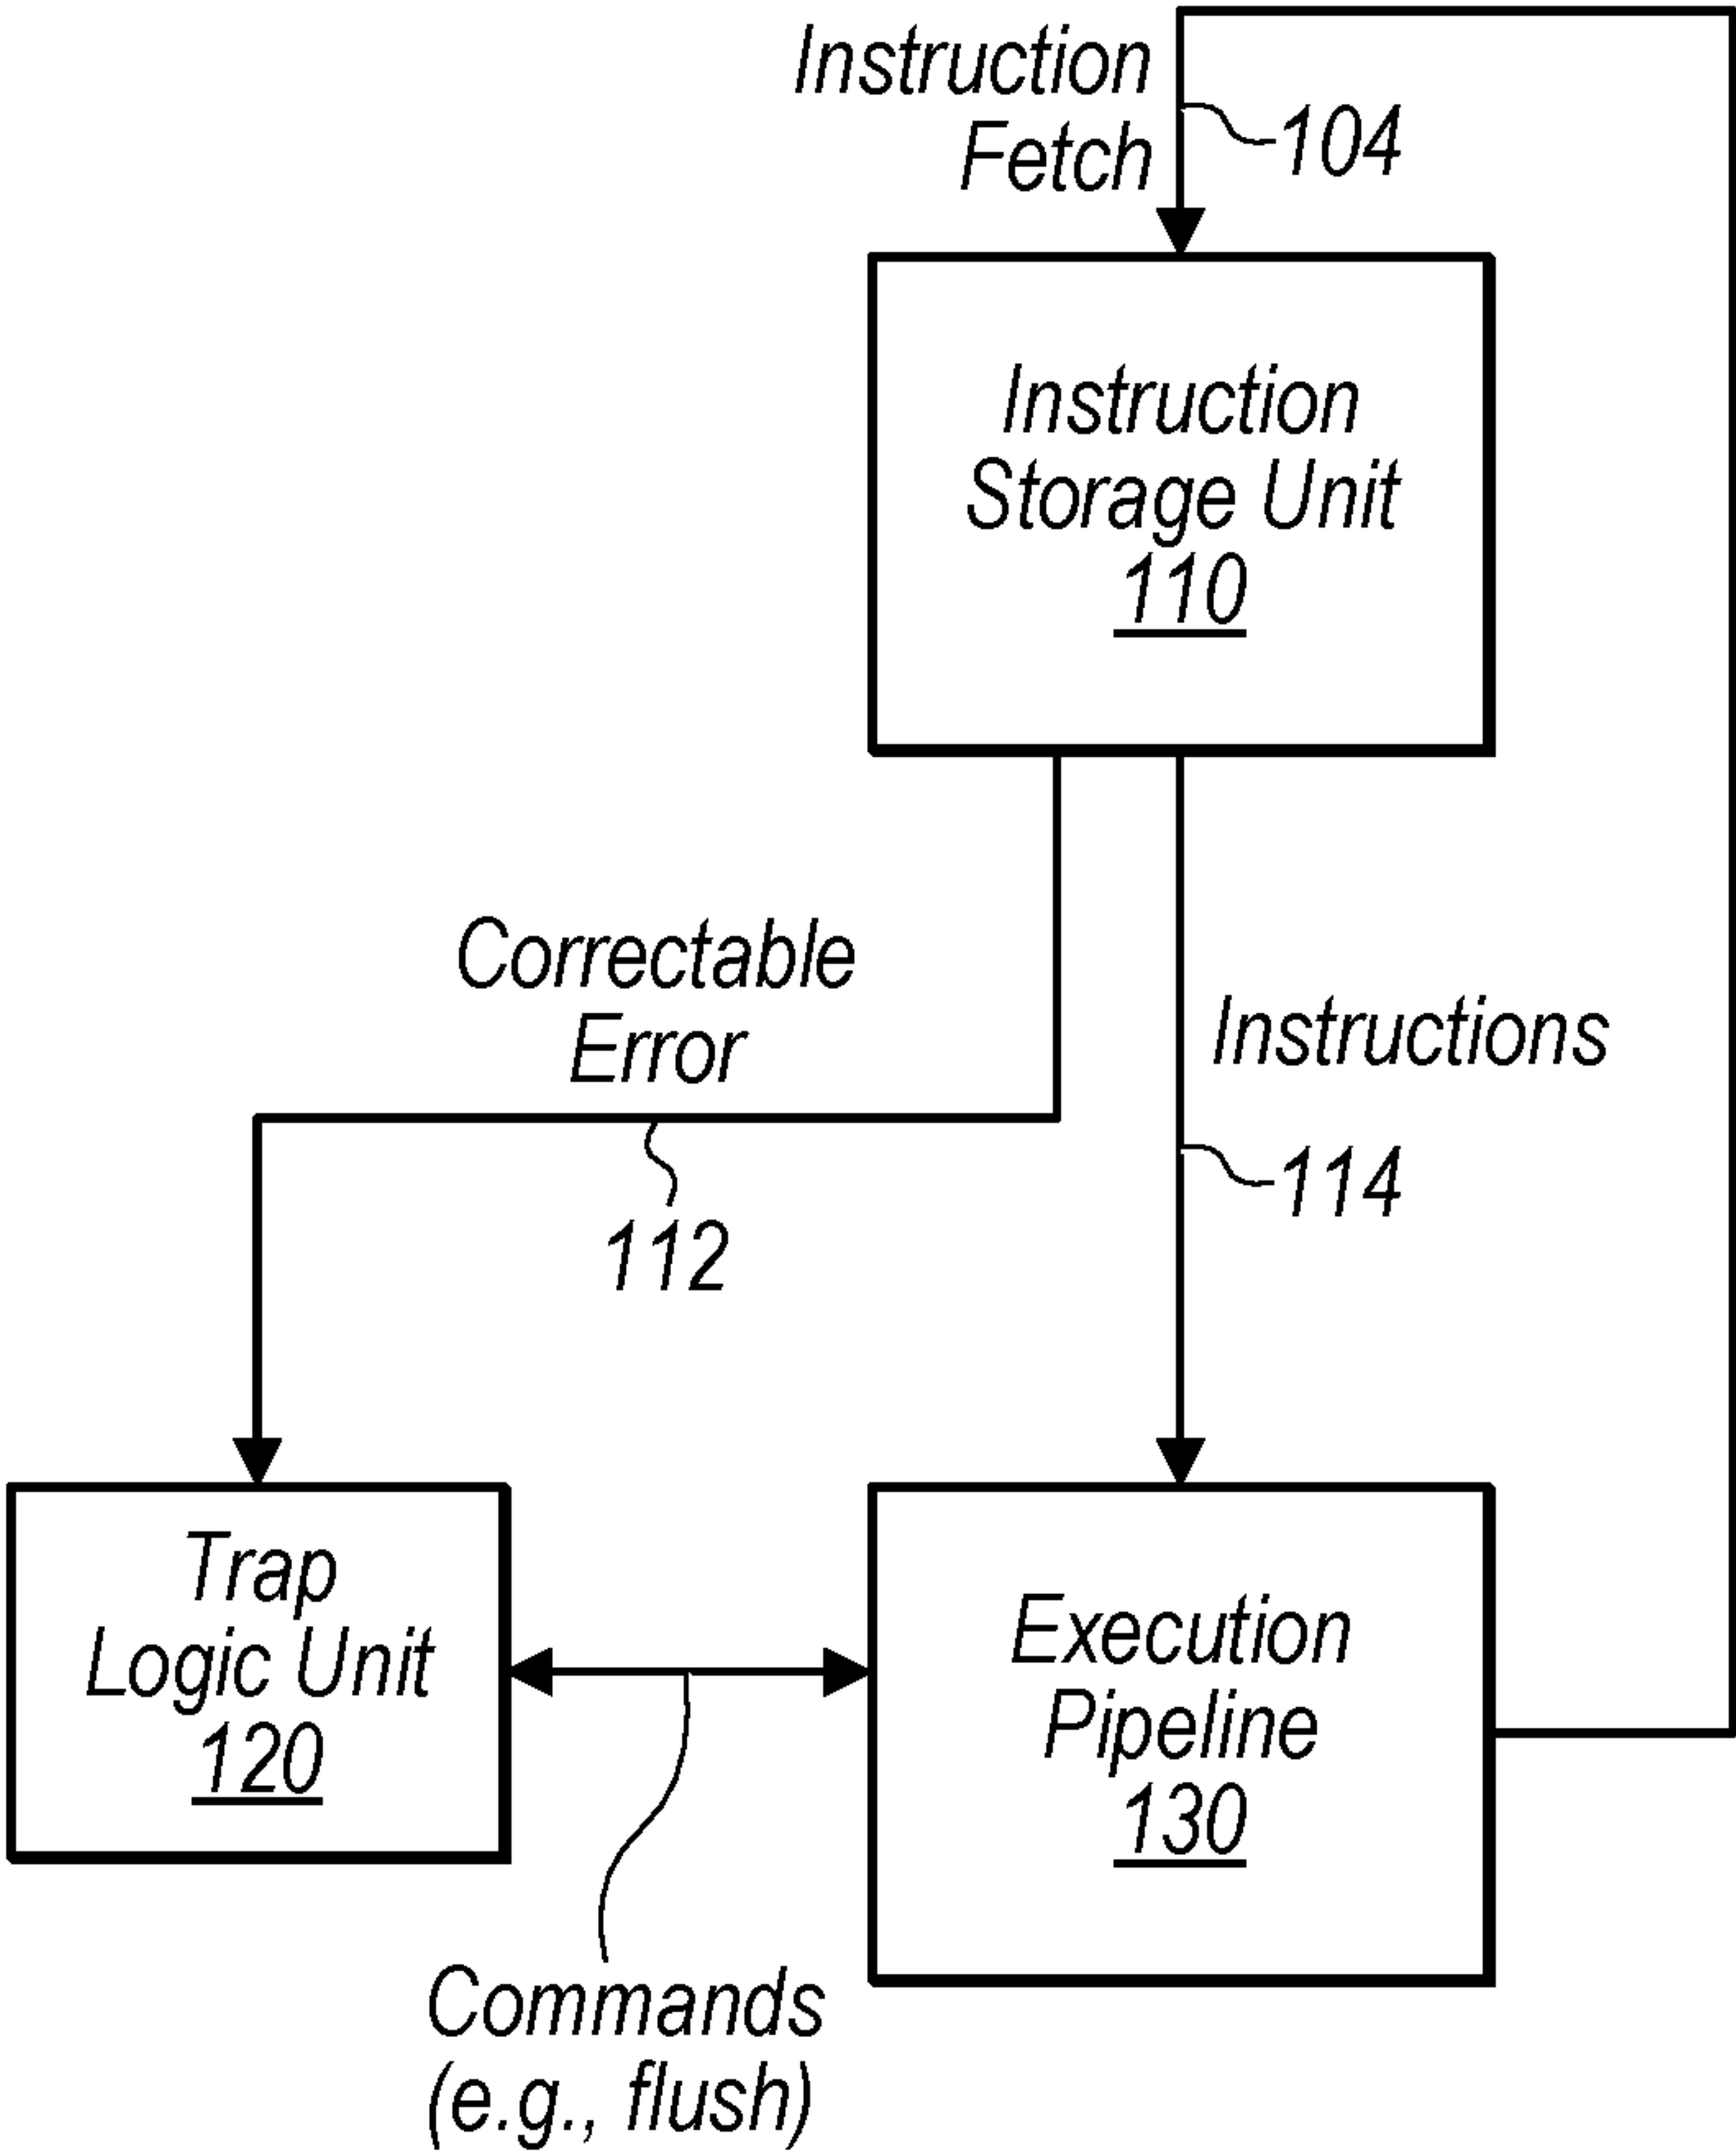 Instruction
Fetch
104
Instruction
Storage Unit
110
Correctable
Error
Instructions
114
112
Trap
Logic Unit
120
Execution
Pipeline
130
Commands
(e.g., flush)